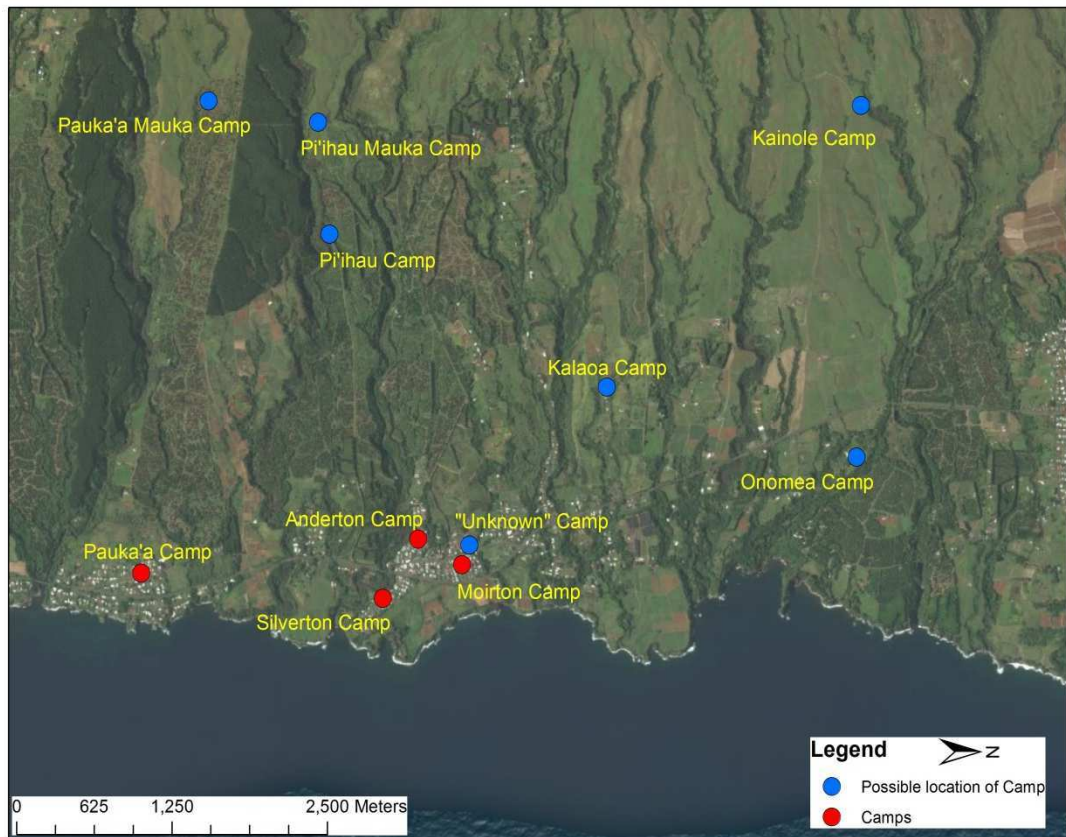 Pauka'a Mauka Camp
Pi'ihau Mauka Camp
Kainole Camp
Pi'ihau Camp
Kalaoa Camp
Onomea Camp
Anderton Camp
"Unknown" Camp
Pauka'a Camp
Moirton Camp
Silverton Camp
Legend
N
Possible location of Camp
Camps
0 625 1,250 2,500 Meters